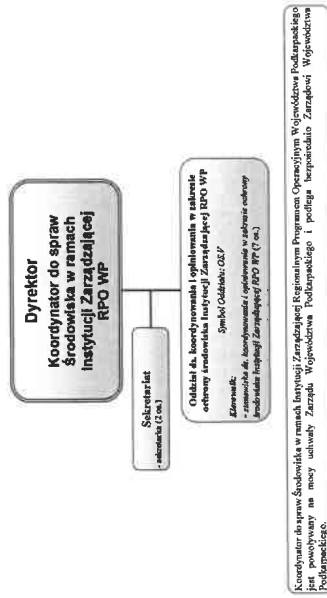 Dyrektor
Koordynator do spraw
Środowiska w ramach
Instytucji Zarządzającej
RPO WP
Sekretariat
- sekretarka (2 os.)
Oddział ds. koordynowania i opiniowania w zakresie
ochrony środowiska Instytucji Zarządzającej RPO WP
Symbol Oddziału: OS.V
Kierownik:
- stanowiska ds. koordynowania i opiniowania w zakresie ochrony
środowiska Instytucji Zarządzającej RPO WP (7 os.)
Koordynator do spraw Środowiska w ramach Instytucji Zarządzającej Regionalnym Programem Operacyjnym Województwa Podkarpackiego
jest powoływany na mocy uchwały Zarządu Województwa Podkarpackiego i podlega bezpośrednio Zarządowi Województwa
Podkarpackiego.